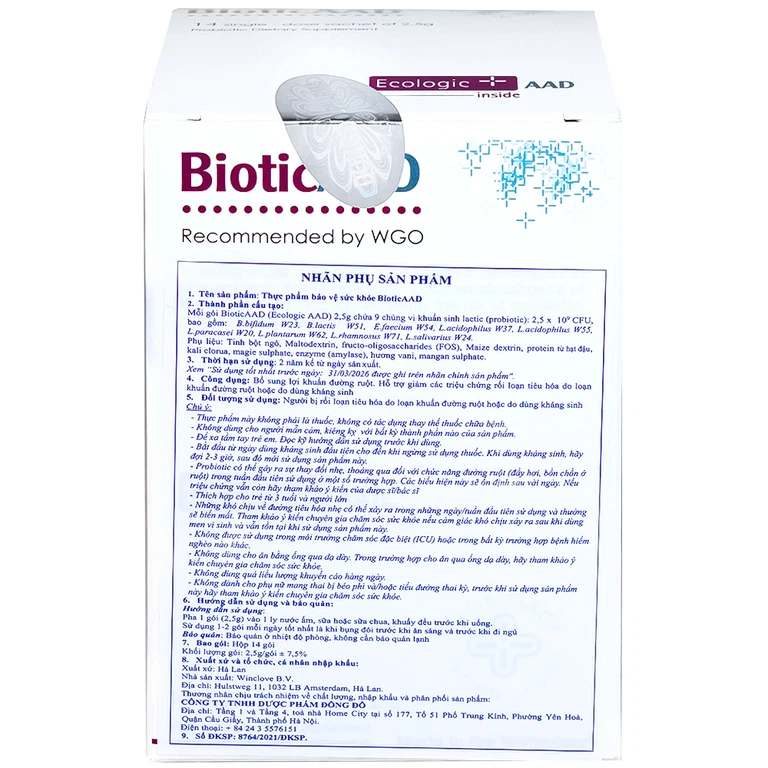 BioticAAD
14 single - dose sachet of 2,5g
Probiotic Dietary Supplement
Ecologic + AAD
inside
Biotic
Recommended by WGO
NHÃN PHỤ SẢN PHẨM
1. Tên sản phẩm: Thực phẩm bảo vệ sức khỏe BioticAAD
2. Thành phần cấu tạo:
Mỗi gói BioticAAD (Ecologic AAD) 2,5g chứa 9 chủng vi khuẩn sinh lactic (probiotic): 2,5 x 10⁹ CFU,
bao gồm: B.bifidum W23, B.lactis W51, E.faecium W54, L.acidophilus W37, L.acidophilus W55,
L.paracasei W20, L.plantarum W62, L.rhamnosus W71, L.salivarius W24.
Phụ liệu: Tinh bột ngô, Maltodextrin, fructo-oligosaccharides (FOS), Maize dextrin, protein từ hạt đậu,
kali clorua, magie sulphate, enzyme (amylase), hương vani, mangan sulphate.
3. Thời hạn sử dụng: 2 năm kể từ ngày sản xuất.
Xem "Sử dụng tốt nhất trước ngày: 31/03/2026 được ghi trên nhãn chính sản phẩm".
4. Công dụng: Bổ sung lợi khuẩn đường ruột. Hỗ trợ giảm các triệu chứng rối loạn tiêu hóa do loạn
khuẩn đường ruột hoặc do dùng kháng sinh
5. Đối tượng sử dụng: Người bị rối loạn tiêu hóa do loạn khuẩn đường ruột hoặc do dùng kháng sinh
Chú ý:
- Thực phẩm này không phải là thuốc, không có tác dụng thay thế thuốc chữa bệnh.
- Không dùng cho người mẫn cảm, kiêng kỵ với bất kỳ thành phần nào của sản phẩm.
- Để xa tầm tay trẻ em. Đọc kỹ hướng dẫn sử dụng trước khi dùng.
- Bắt đầu từ ngày dùng kháng sinh đầu tiên cho đến khi ngừng sử dụng thuốc. Khi dùng kháng sinh, hãy
đợi 2-3 giờ, sau đó mới sử dụng sản phẩm này.
- Probiotic có thể gây ra sự thay đổi nhẹ, thoáng qua đối với chức năng đường ruột (đầy hơi, bồn chồn ở
ruột) trong tuần đầu tiên sử dụng ở một số trường hợp. Các biểu hiện này sẽ ổn định sau vài ngày. Nếu
triệu chứng vẫn còn hãy tham khảo ý kiến của dược sĩ/bác sĩ
- Thích hợp cho trẻ từ 3 tuổi và người lớn
- Những khó chịu về đường tiêu hóa nhẹ có thể xảy ra trong những ngày/tuần đầu tiên sử dụng và thường
sẽ biến mất. Tham khảo ý kiến chuyên gia chăm sóc sức khỏe nếu cảm giác khó chịu xảy ra sau khi dùng
men vi sinh và vẫn tồn tại khi sử dụng sản phẩm này.
- Không được sử dụng trong môi trường chăm sóc đặc biệt (ICU) hoặc trong bất kỳ trường hợp bệnh hiểm
nghèo nào khác.
- Không dùng cho ăn bằng ống qua dạ dày. Trong trường hợp cho ăn qua ống dạ dày, hãy tham khảo ý
kiến chuyên gia chăm sóc sức khỏe.
- Không dùng quá liều lượng khuyến cáo hàng ngày.
- Không dành cho phụ nữ mang thai bị béo phì và/hoặc tiểu đường thai kỳ, trước khi sử dụng sản phẩm
này hãy tham khảo ý kiến chuyên gia chăm sóc sức khỏe.
6. Hướng dẫn sử dụng và bảo quản:
Hướng dẫn sử dụng:
Pha 1 gói (2,5g) vào 1 ly nước ấm, sữa hoặc sữa chua, khuấy đều trước khi uống.
Sử dụng 1-2 gói mỗi ngày tốt nhất là khi bụng đói trước khi ăn sáng và trước khi đi ngủ
Bảo quản: Bảo quản ở nhiệt độ phòng, không cần bảo quản lạnh
7. Bao gói: Hộp 14 gói
Khối lượng gói: 2,5g/gói ± 7,5%
8. Xuất xứ và tổ chức, cá nhân nhập khẩu:
Xuất xứ: Hà Lan
Nhà sản xuất: Winclove B.V.
Địa chỉ: Hulstweg 11, 1032 LB Amsterdam, Hà Lan.
Thương nhân chịu trách nhiệm về chất lượng, nhập khẩu và phân phối sản phẩm:
CÔNG TY TNHH DƯỢC PHẨM ĐÔNG ĐÔ
Địa chỉ: Tầng 1 và Tầng 4, toà nhà Home City tại số 177, Tổ 51 Phố Trung Kính, Phường Yên Hoà,
Quận Cầu Giấy, Thành phố Hà Nội.
Điện thoại: + 84 24 3 5576151
9. Số ĐKSP: 8764/2021/ĐKSP.